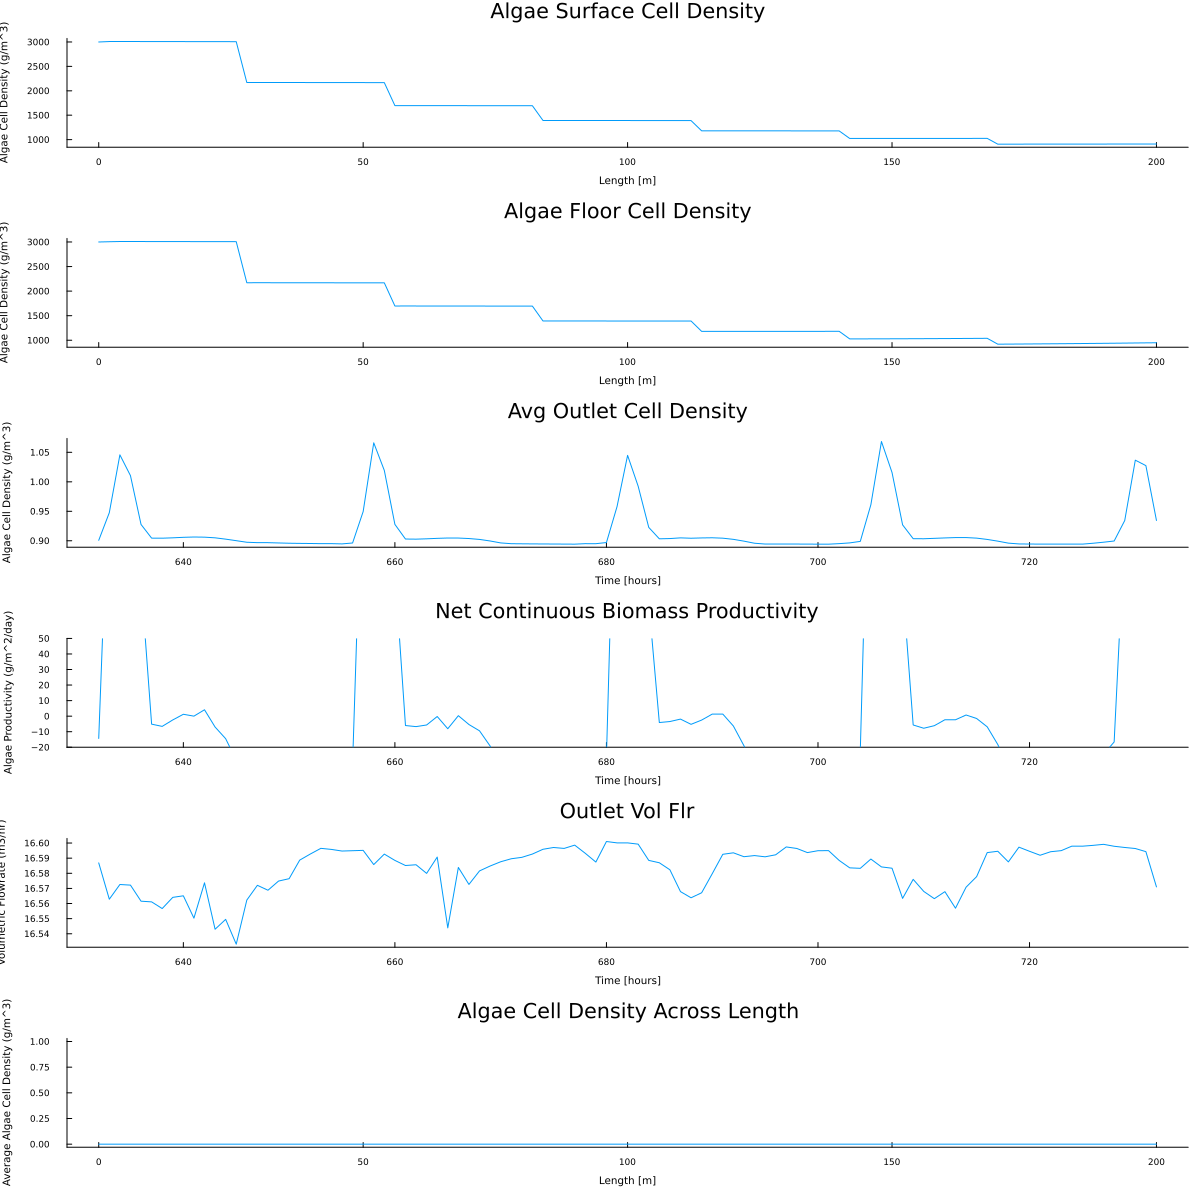 Algae Surface Cell Density
Algae Cell Density (g/m^3)
3000
2500
2000
1500
1000
0 50 100 150 200
Length [m]
Algae Floor Cell Density
Algae Cell Density (g/m^3)
3000
2500
2000
1500
1000
0 50 100 150 200
Length [m]
Avg Outlet Cell Density
Algae Cell Density (g/m^3)
1.05
1.00
0.95
0.90
640 660 680 700 720
Time [hours]
Net Continuous Biomass Productivity
Algae Productivity (g/m^2/day)
50
40
30
20
10
0
−10
−20
640 660 680 700 720
Time [hours]
Outlet Vol Flr
Volumetric Flowrate (m3/hr)
16.60
16.59
16.58
16.57
16.56
16.55
16.54
640 660 680 700 720
Time [hours]
Algae Cell Density Across Length
Average Algae Cell Density (g/m^3)
1.00
0.75
0.50
0.25
0.00
0 50 100 150 200
Length [m]